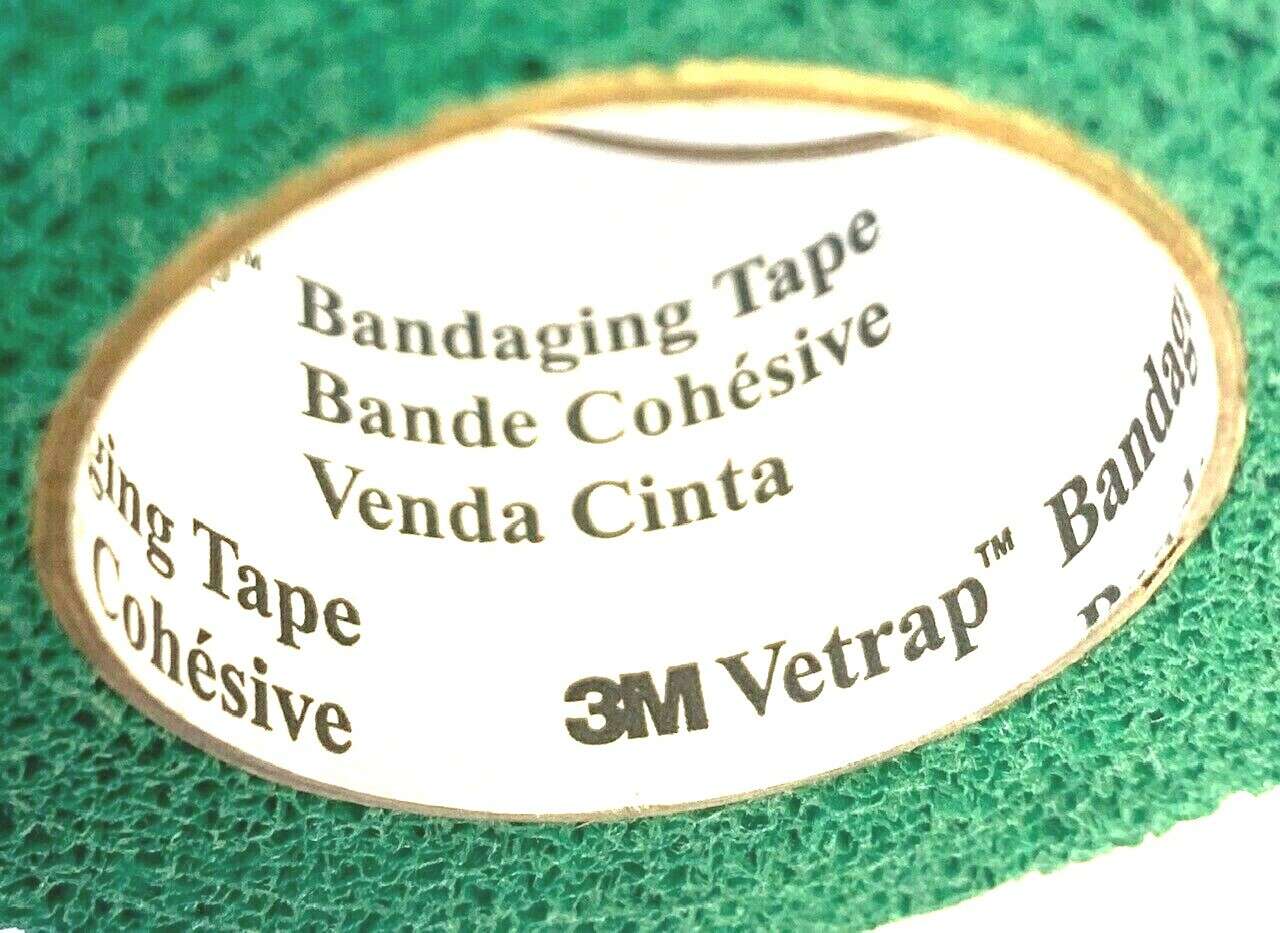 Bandaging Tape
Bande Cohésive
Venda Cinta
Tape
Cohésive
3M Vetrap™